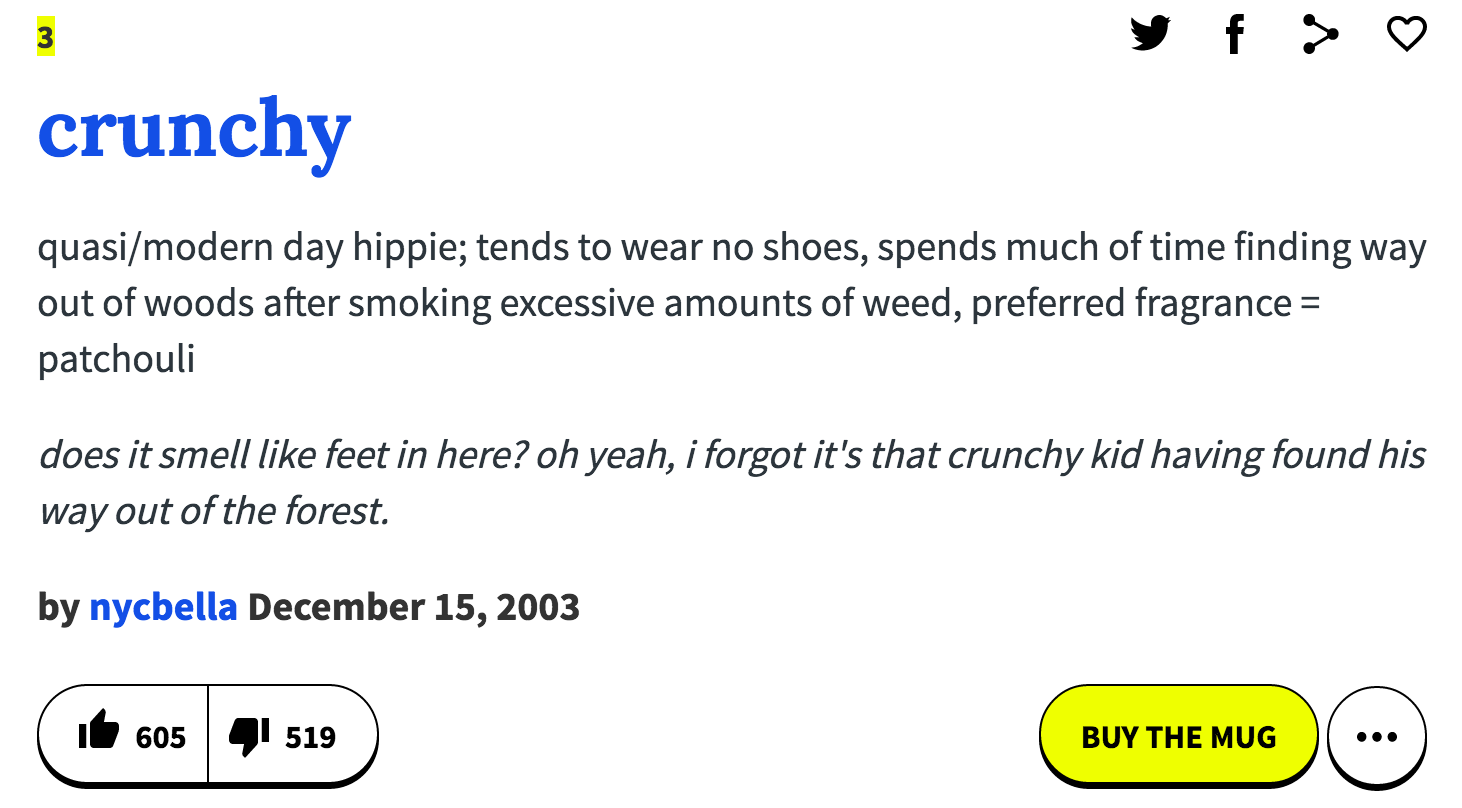 3
crunchy
quasi/modern day hippie; tends to wear no shoes, spends much of time finding way
out of woods after smoking excessive amounts of weed, preferred fragrance =
patchouli
does it smell like feet in here? oh yeah, i forgot it's that crunchy kid having found his
way out of the forest.
by nycbella December 15, 2003
605 519 BUY THE MUG